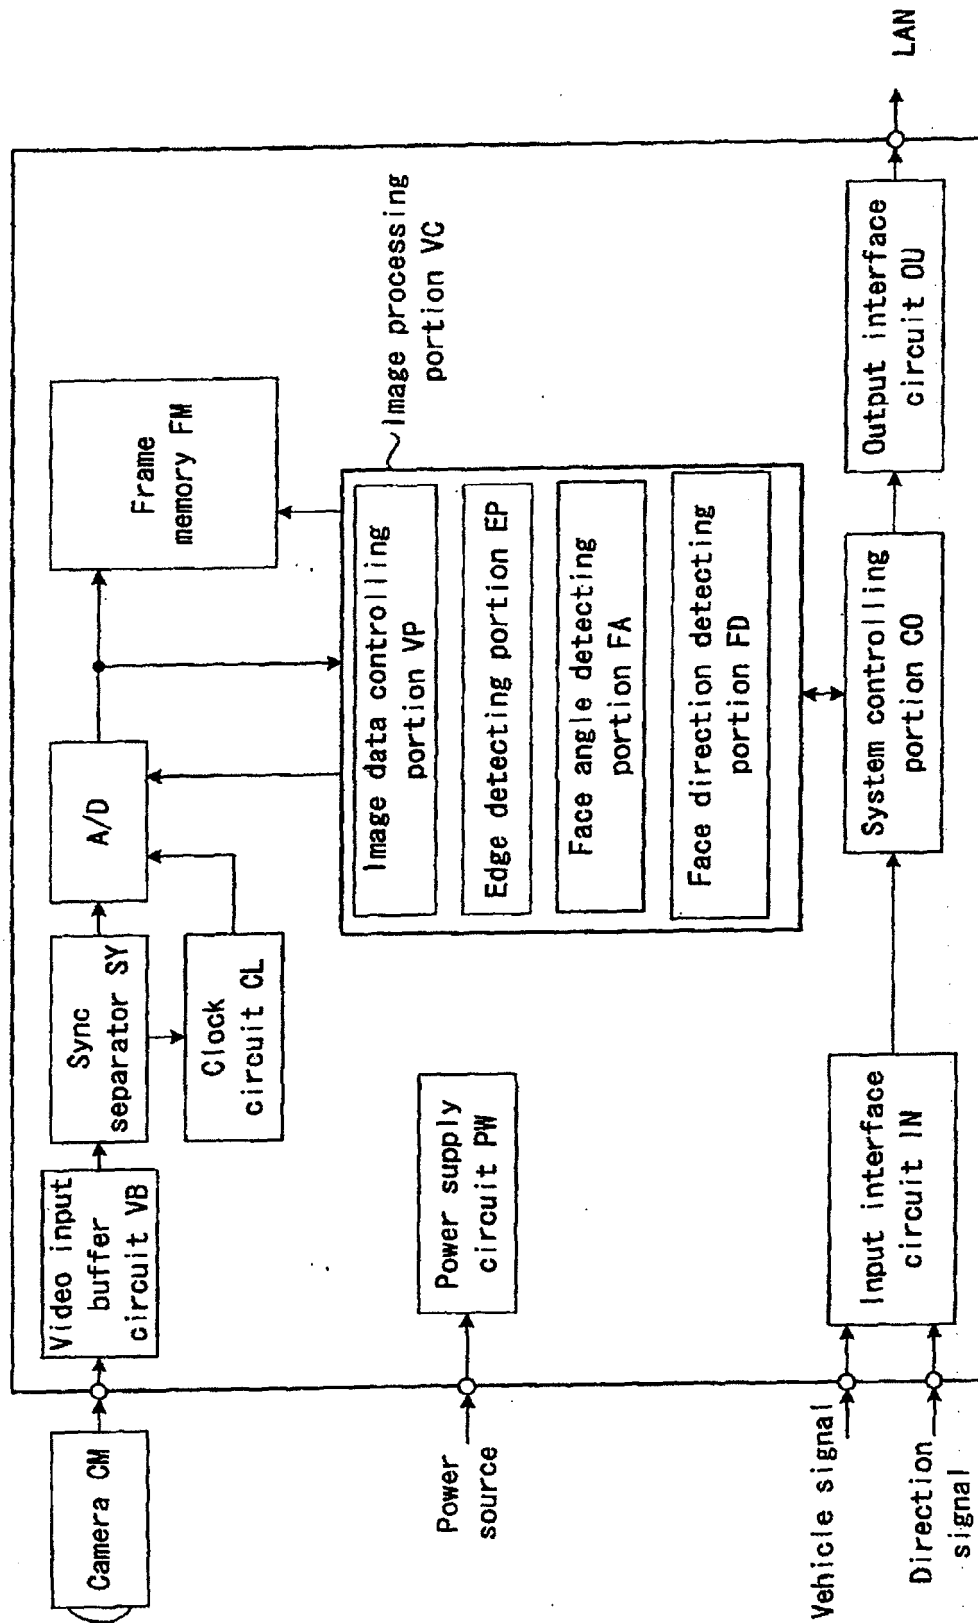 Camera CM
Video input
buffer
circuit VB
Sync
separator SY
A/D
Frame
memory FM
Clock
circuit CL
Image processing
portion VC
Image data controlling
portion VP
Edge detecting portion EP
Face angle detecting
portion FA
Face direction detecting
portion FD
Power
source
Power supply
circuit PW
Vehicle signal
Direction
signal
Input interface
circuit IN
System controlling
portion CO
Output interface
circuit OU
LAN